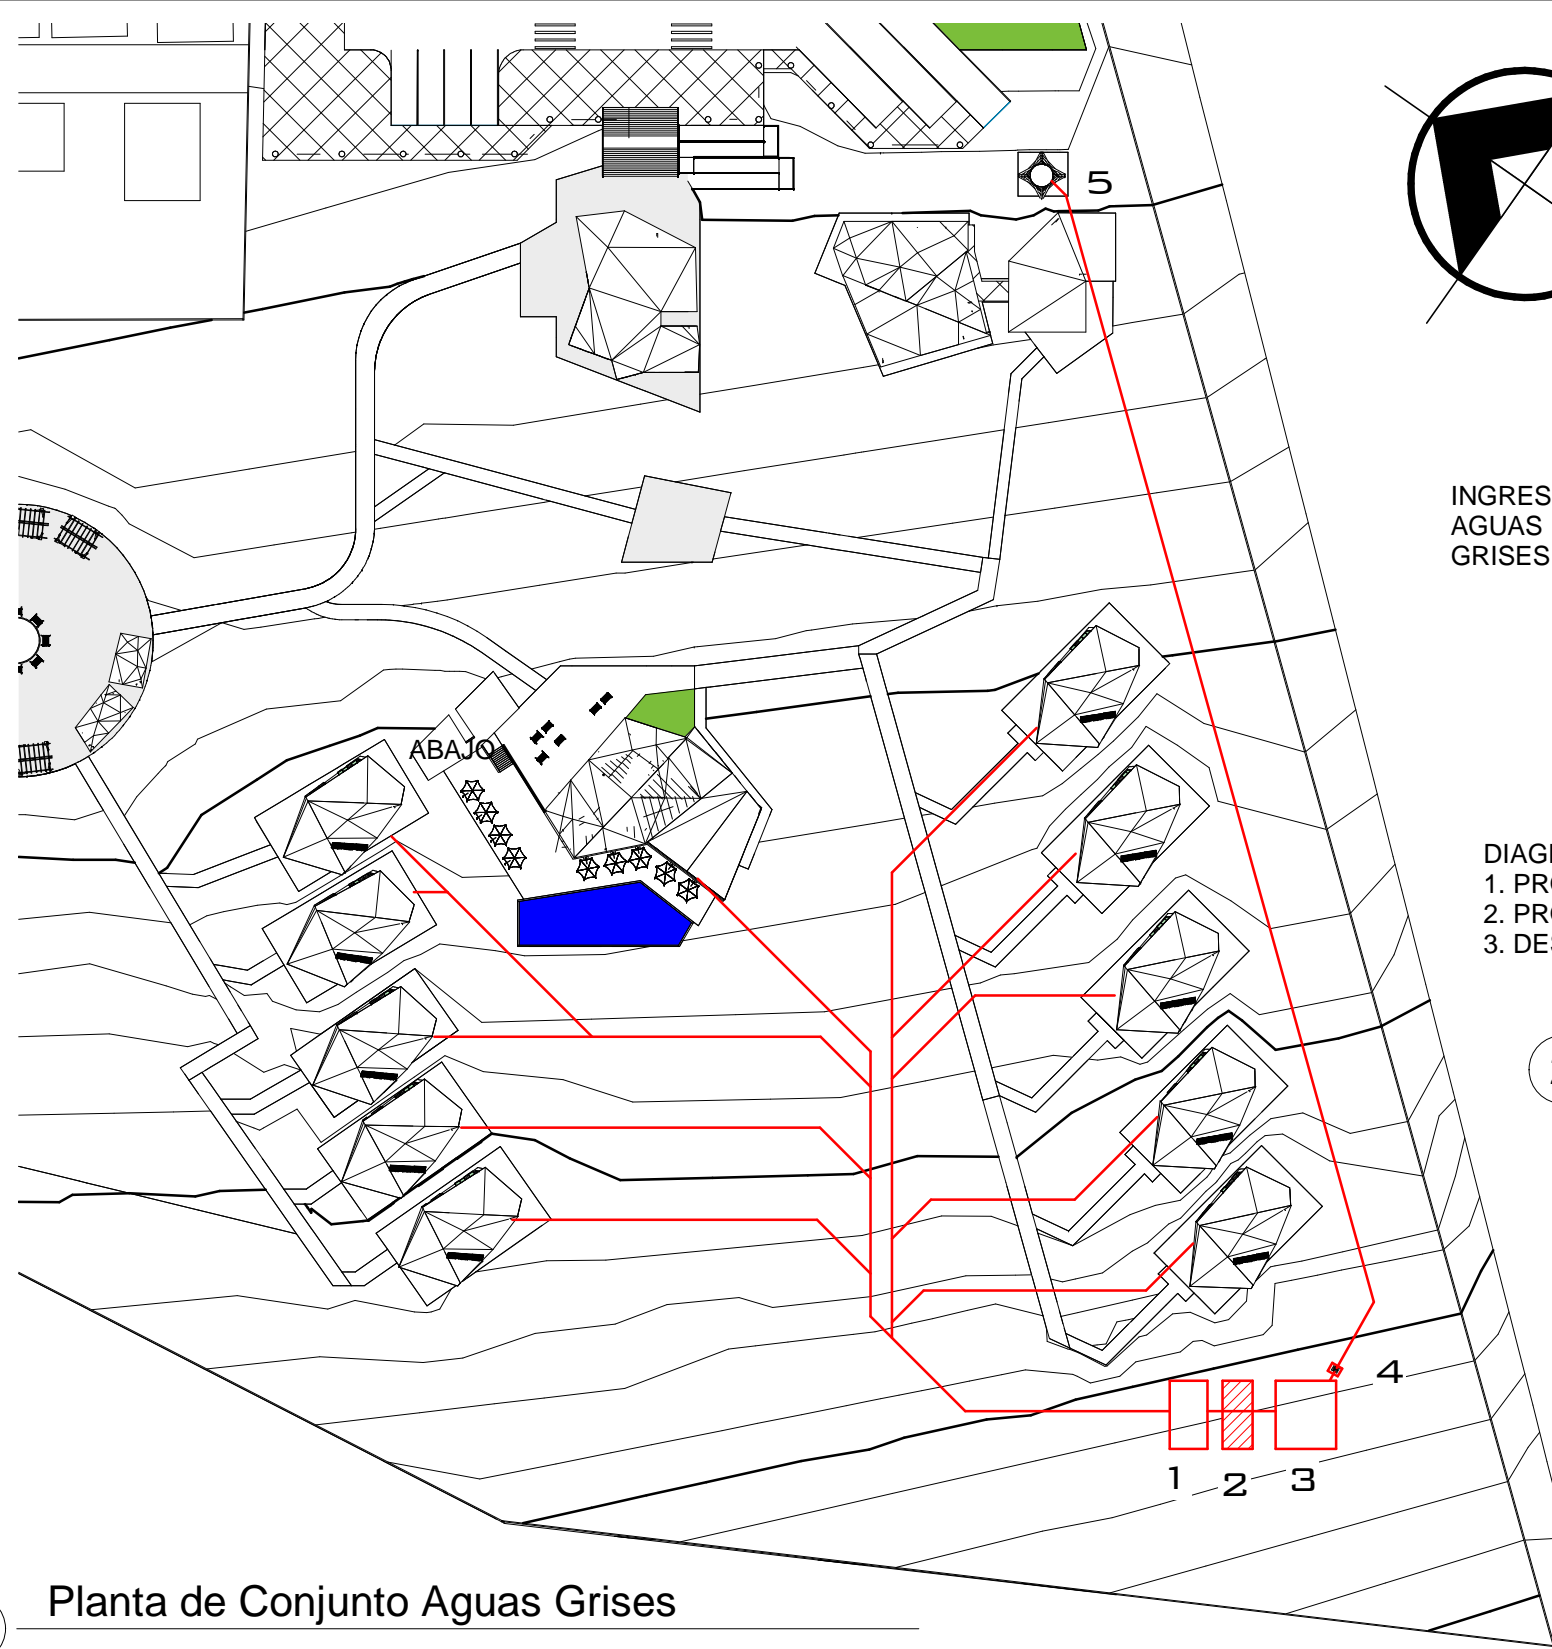 5
INGRES
AGUAS
GRISES
ABAJO
DIAG
1. PR
2. PR
3. DE
4
1
2
3
Planta de Conjunto Aguas Grises